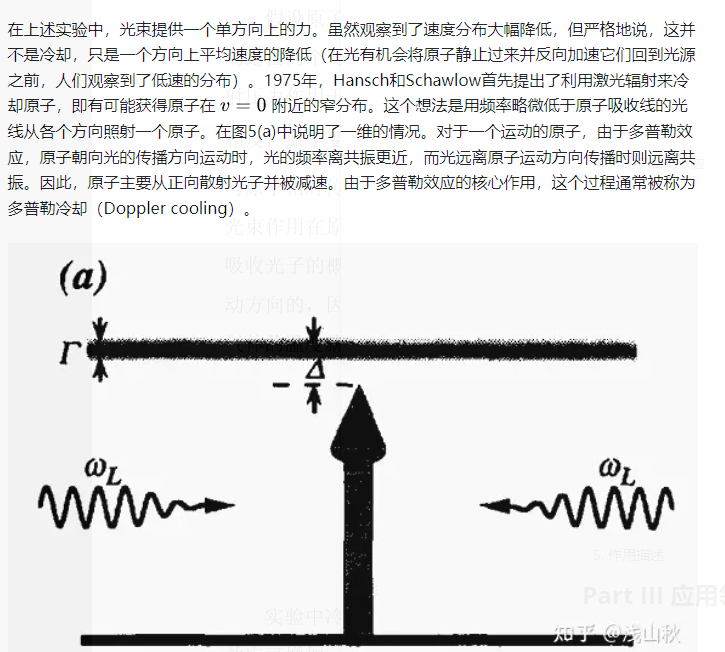 在上述实验中，光束提供一个单方向上的力。虽然观察到了速度分布大幅降低，但严格地说，这并
不是冷却，只是一个方向上平均速度的降低（在光有机会将原子静止过来并反向加速它们回到光源
之前，人们观察到了低速的分布）。1975年，Hansch和Schawlow首先提出了利用激光辐射来冷
却原子，即有可能获得原子在 v = 0 附近的窄分布。这个想法是用频率略微低于原子吸收线的光
线从各个方向照射一个原子。在图5(a)中说明了一维的情况。对于一个运动的原子，由于多普勒效
应，原子朝向光的传播方向运动时，光的频率离共振更近，而光远离原子运动方向传播时则远离共
振。因此，原子主要从正向散射光子并被减速。由于多普勒效应的核心作用，这个过程通常被称为
多普勒冷却（Doppler cooling）。
光束作用在原
吸收光子的概
动方向的，因
(a)
Γ
Δ
ω_L ω_L
5. 作用描述
Part III 应用领
实验中冷
知乎 @浅山秋